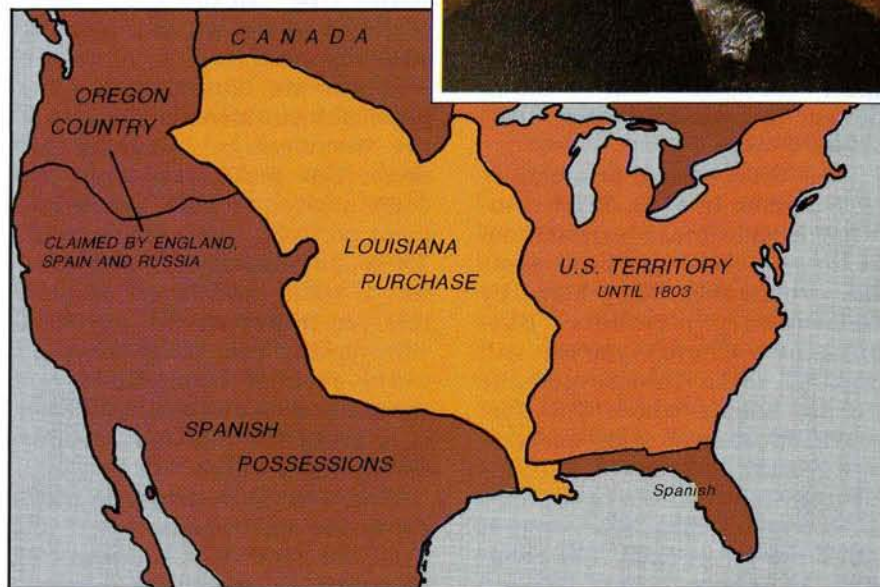 CANADA
OREGON
COUNTRY
CLAIMED BY ENGLAND,
SPAIN AND RUSSIA
LOUISIANA
PURCHASE
U.S. TERRITORY
UNTIL 1803
SPANISH
POSSESSIONS
Spanish